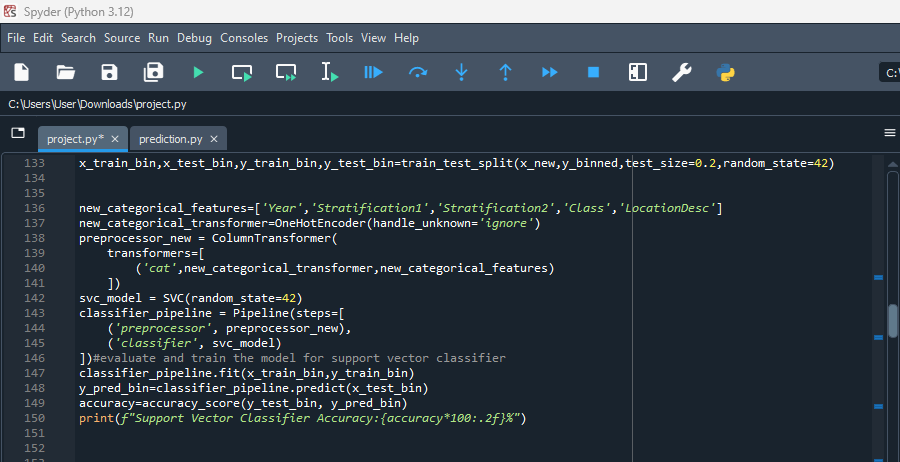 Spyder (Python 3.12)
File Edit Search Source Run Debug Consoles Projects Tools View Help
C:\
C:\Users\User\Downloads\project.py
project.py* × prediction.py ×
133 x_train_bin,x_test_bin,y_train_bin,y_test_bin=train_test_split(x_new,y_binned,test_size=0.2,random_state=42)
134
135
136 new_categorical_features=['Year','Stratification1','Stratification2','Class','LocationDesc']
137 new_categorical_transformer=OneHotEncoder(handle_unknown='ignore')
138 preprocessor_new = ColumnTransformer(
139     transformers=[
140         ('cat',new_categorical_transformer,new_categorical_features)
141     ])
142 svc_model = SVC(random_state=42)
143 classifier_pipeline = Pipeline(steps=[
144     ('preprocessor', preprocessor_new),
145     ('classifier', svc_model)
146 ])#evaluate and train the model for support vector classifier
147 classifier_pipeline.fit(x_train_bin,y_train_bin)
148 y_pred_bin=classifier_pipeline.predict(x_test_bin)
149 accuracy=accuracy_score(y_test_bin, y_pred_bin)
150 print(f"Support Vector Classifier Accuracy:{accuracy*100:.2f}%")
151
152